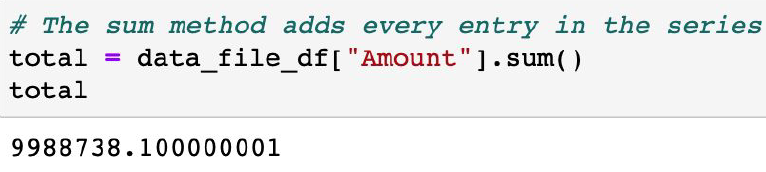 # The sum method adds every entry in the series
total = data_file_df["Amount"].sum()
total
9988738.100000001